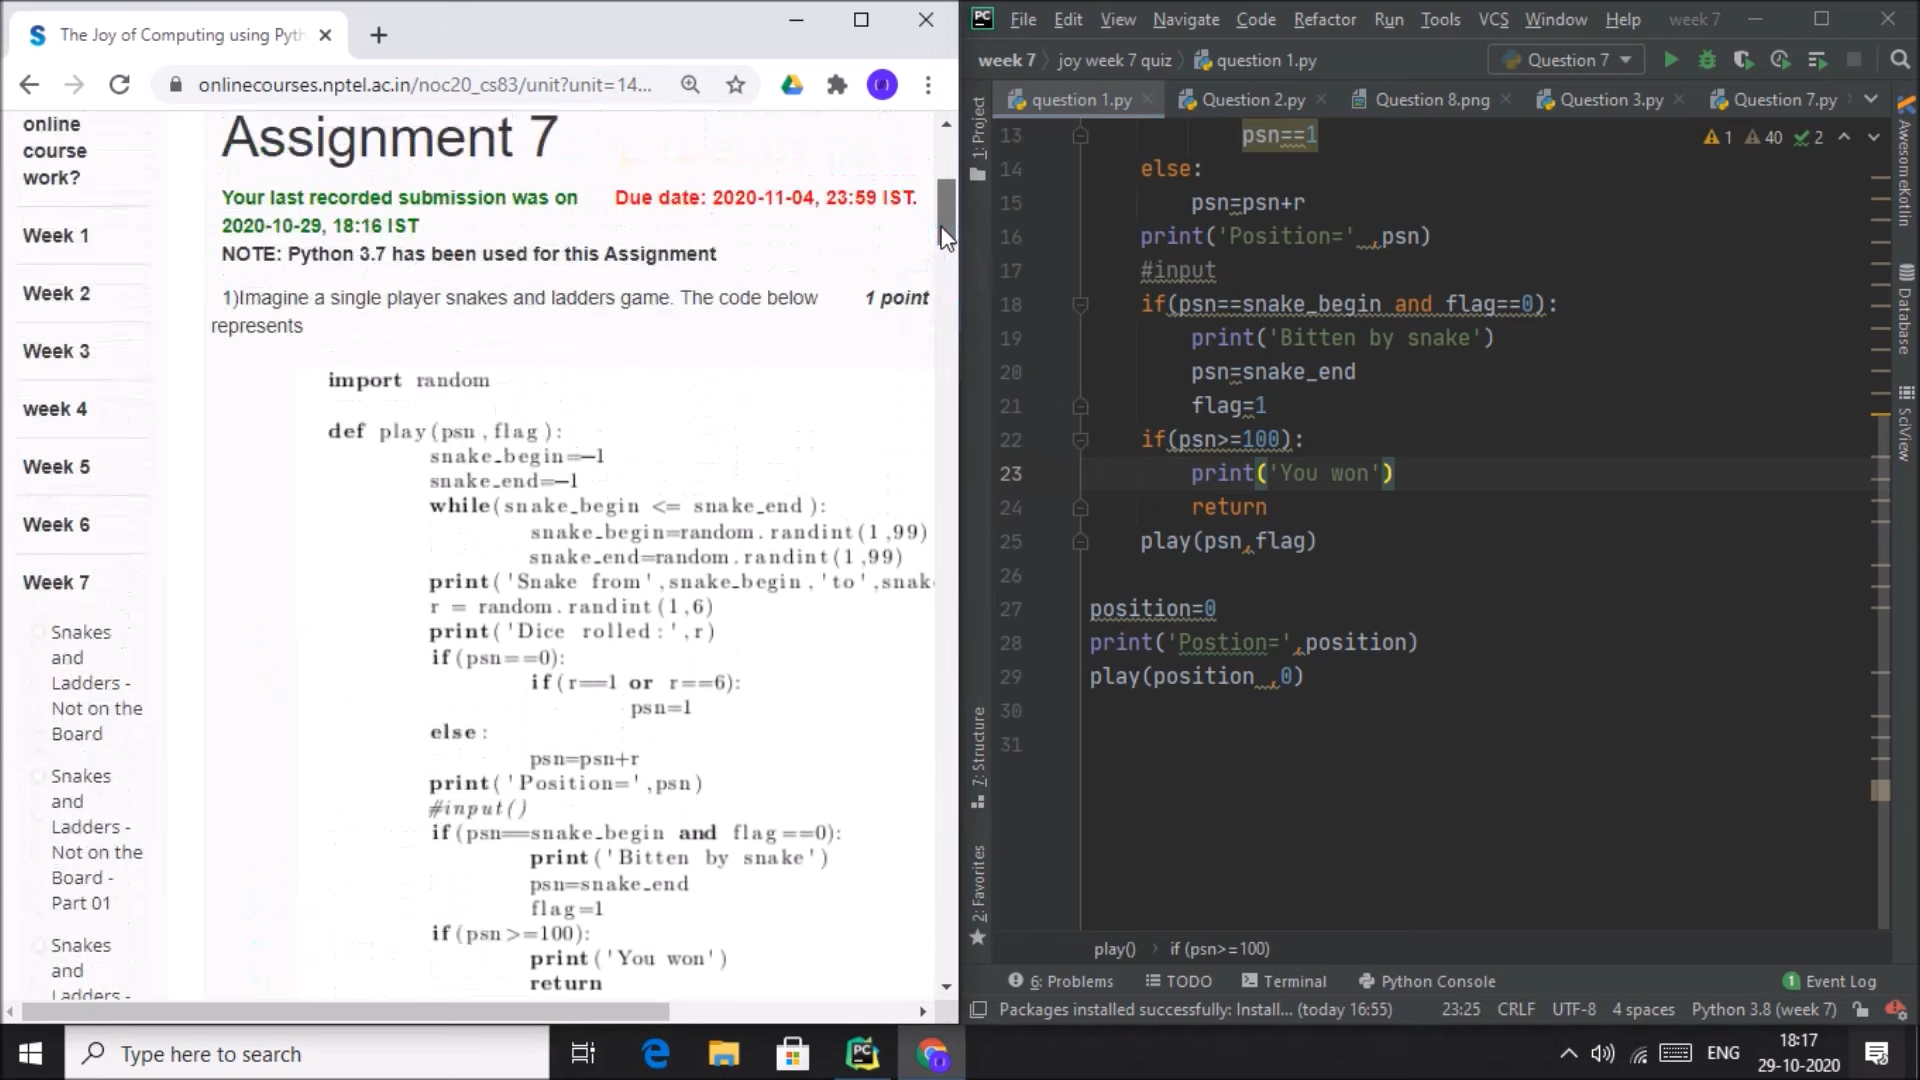 The Joy of Computing using Pyth
onlinecourses.nptel.ac.in/noc20_cs83/unit?unit=14...
online
course
work?
Week 1
Week 2
Week 3
week 4
Week 5
Week 6
Week 7
Snakes
and
Ladders -
Not on the
Board
Snakes
and
Ladders -
Not on the
Board -
Part 01
Snakes
and
Ladders -
Assignment 7
Your last recorded submission was on
2020-10-29, 18:16 IST
Due date: 2020-11-04, 23:59 IST.
NOTE: Python 3.7 has been used for this Assignment
1)Imagine a single player snakes and ladders game. The code below
represents
1 point
import random
def play(psn,flag):
snake_begin=-1
snake_end=-1
while(snake_begin <= snake_end):
snake_begin=random.randint(1,99)
snake_end=random.randint(1,99)
print('Snake from',snake_begin,'to',snak
r = random.randint(1,6)
print('Dice rolled:',r)
if(psn==0):
if(r==1 or r==6):
psn=1
else:
psn=psn+r
print('Position=',psn)
#input()
if(psn==snake_begin and flag==0):
print('Bitten by snake')
psn=snake_end
flag=1
if(psn>=100):
print('You won')
return
PC File Edit View Navigate Code Refactor Run Tools VCS Window Help week 7
week 7 joy week 7 quiz question 1.py Question 7
question 1.py Question 2.py Question 8.png Question 3.py Question 7.py
1 40 2
13 psn==1
14 else:
15 psn=psn+r
16 print('Position=' ,psn)
17 #input
18 if(psn==snake_begin and flag==0):
19 print('Bitten by snake')
20 psn=snake_end
21 flag=1
22 if(psn>=100):
23 print('You won')
24 return
25 play(psn,flag)
26
27 position=0
28 print('Postion=',position)
29 play(position ,0)
30
31
1: Project
7: Structure
2: Favorites
AwesomeKotlin
Database
SciView
play() if (psn>=100)
6: Problems TODO Terminal Python Console 1 Event Log
Packages installed successfully: Install... (today 16:55) 23:25 CRLF UTF-8 4 spaces Python 3.8 (week 7)
Type here to search
PC
ENG
18:17
29-10-2020